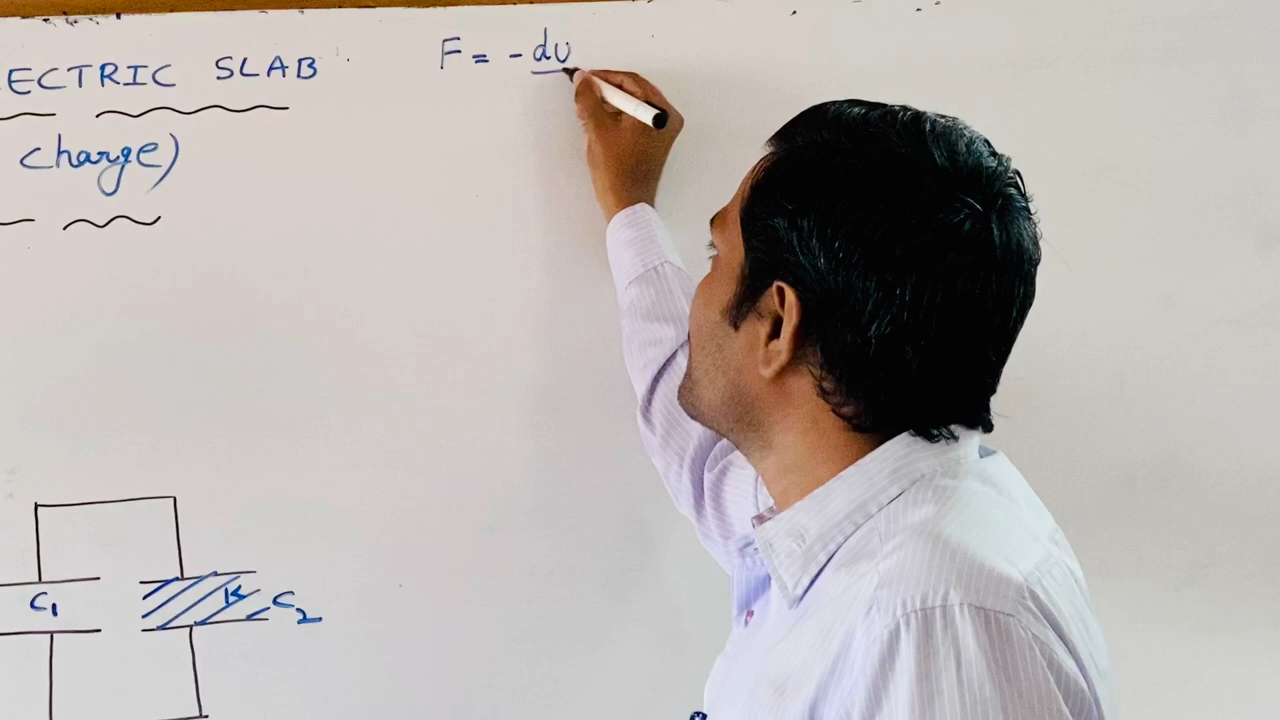 ECTRIC SLAB
F = - dU
charge)
C₁
K
C₂